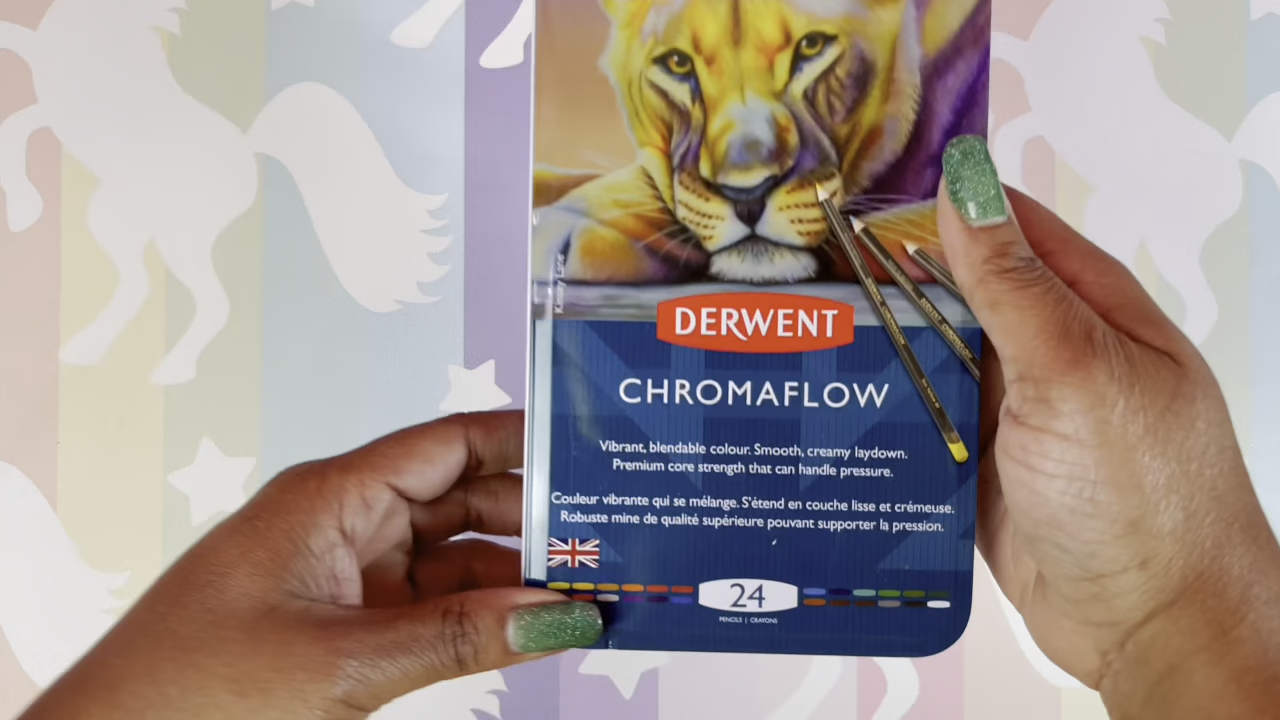 DERWENT
CHROMAFLOW
Vibrant, blendable colour. Smooth, creamy laydown.
Premium core strength that can handle pressure.
Couleur vibrante qui se mélange. S'étend en couche lisse et crémeuse.
Robuste mine de qualité supérieure pouvant supporter la pression.
24
PENCILS | CRAYONS